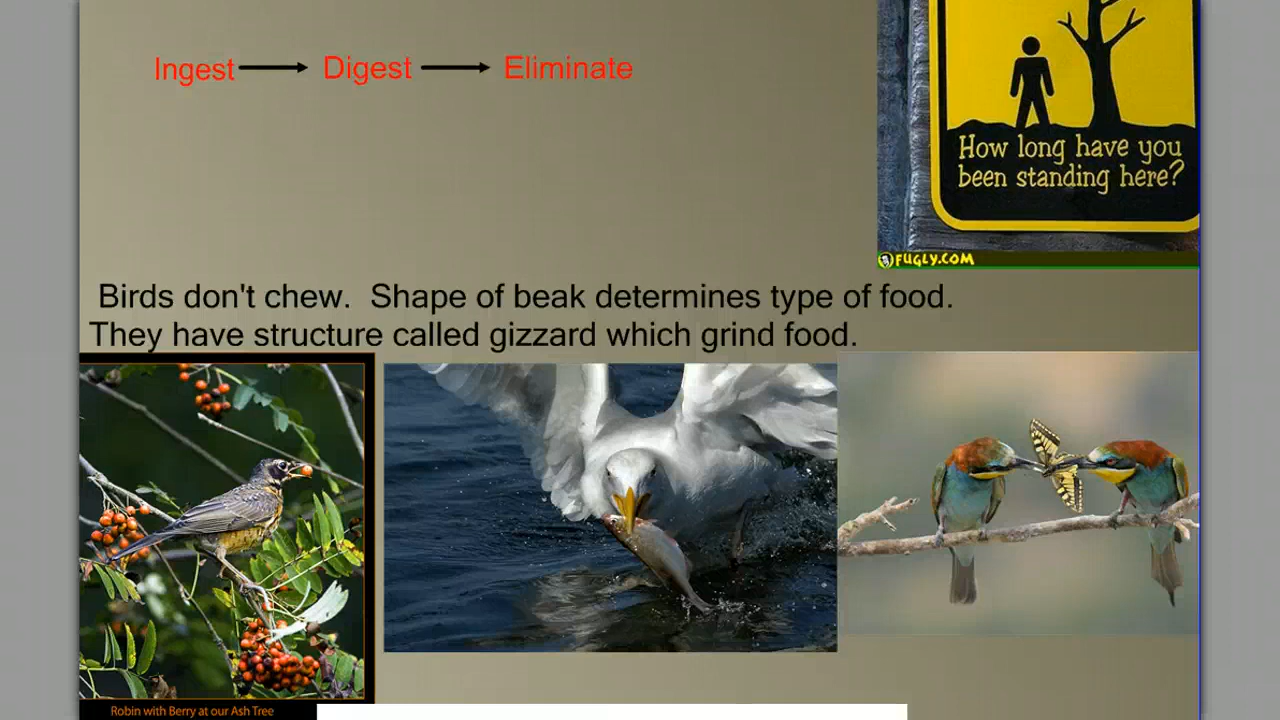 Ingest Digest Eliminate
How long have you
been standing here?
FUGLY.COM
Birds don't chew. Shape of beak determines type of food.
They have structure called gizzard which grind food.
Robin with Berry at our Ash Tree